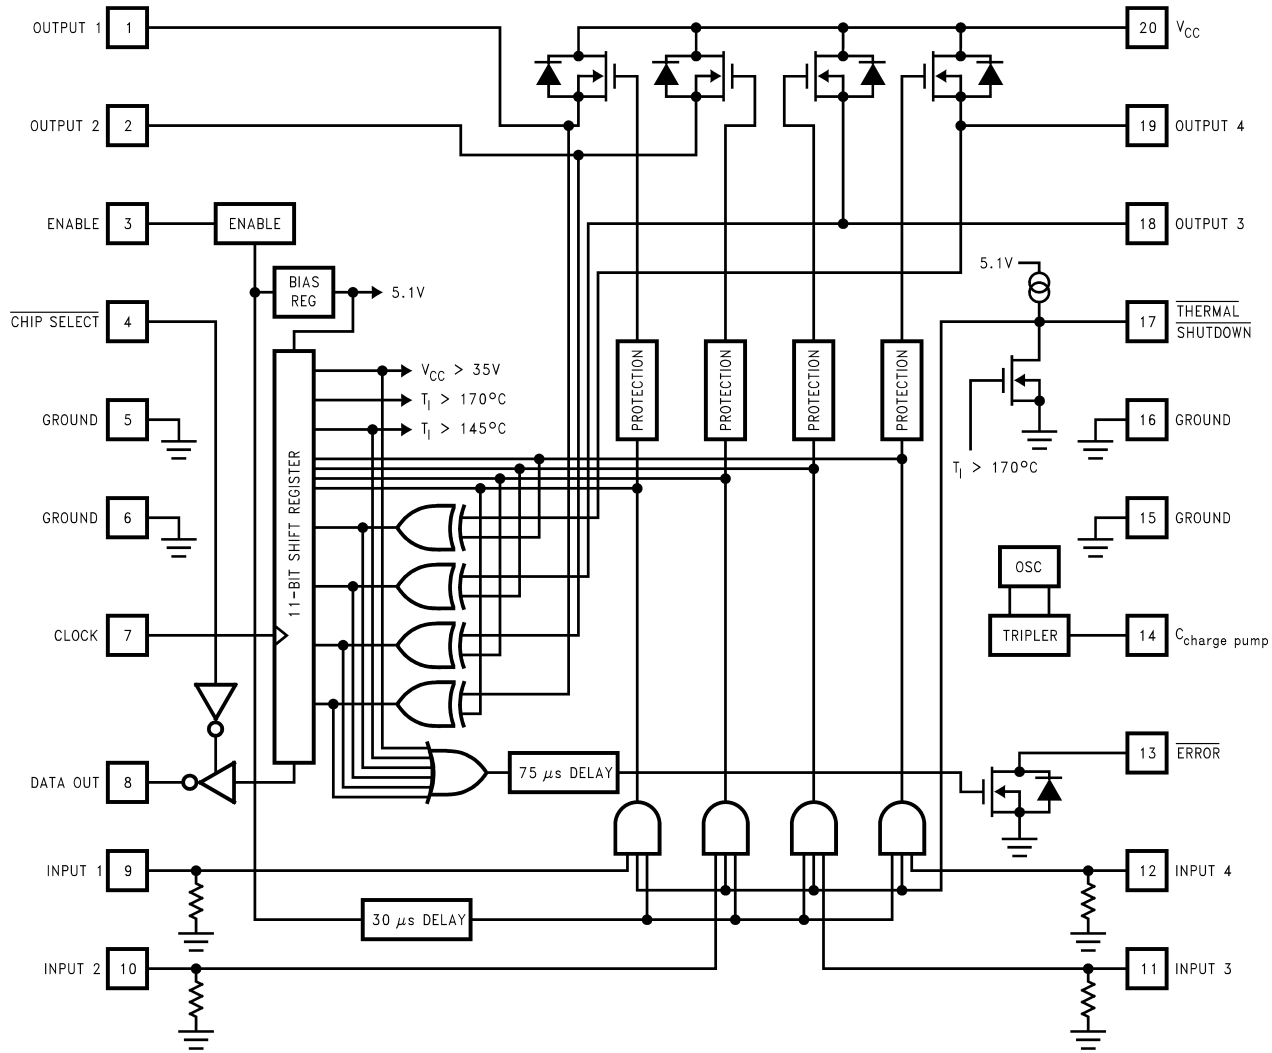 OUTPUT 1 1
20 VCC
OUTPUT 2 2
19 OUTPUT 4
ENABLE 3 ENABLE
18 OUTPUT 3
BIAS
REG
5.1V
5.1V
CHIP SELECT 4
17 THERMAL
SHUTDOWN
VCC > 35V
TI > 170°C
TI > 145°C
PROTECTION
PROTECTION
PROTECTION
PROTECTION
GROUND 5
16 GROUND
TI > 170°C
11-BIT SHIFT REGISTER
GROUND 6
15 GROUND
OSC
CLOCK 7
TRIPLER
14 Ccharge pump
DATA OUT 8
75 μs DELAY
13 ERROR
INPUT 1 9
12 INPUT 4
30 μs DELAY
INPUT 2 10
11 INPUT 3